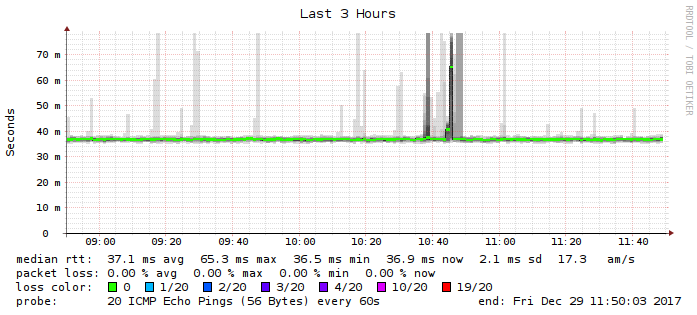 Last 3 Hours
RRDTOOL / TOBI OETIKER
Seconds
70 m
60 m
50 m
40 m
30 m
20 m
10 m
0
09:00 09:20 09:40 10:00 10:20 10:40 11:00 11:20 11:40
median rtt: 37.1 ms avg 65.3 ms max 36.5 ms min 36.9 ms now 2.1 ms sd 17.3 am/s
packet loss: 0.00 % avg 0.00 % max 0.00 % min 0.00 % now
loss color: 0 1/20 2/20 3/20 4/20 10/20 19/20
probe: 20 ICMP Echo Pings (56 Bytes) every 60s end: Fri Dec 29 11:50:03 2017